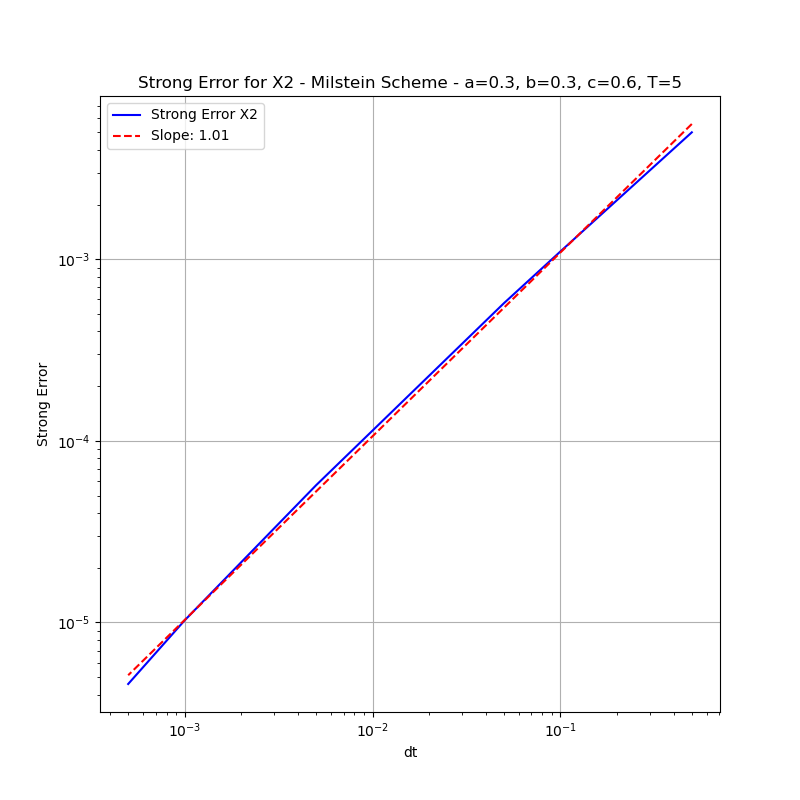 Strong Error for X2 - Milstein Scheme - a=0.3, b=0.3, c=0.6, T=5
Strong Error X2
Slope: 1.01
Strong Error
10⁻³
10⁻⁴
10⁻⁵
10⁻³ 10⁻² 10⁻¹
dt